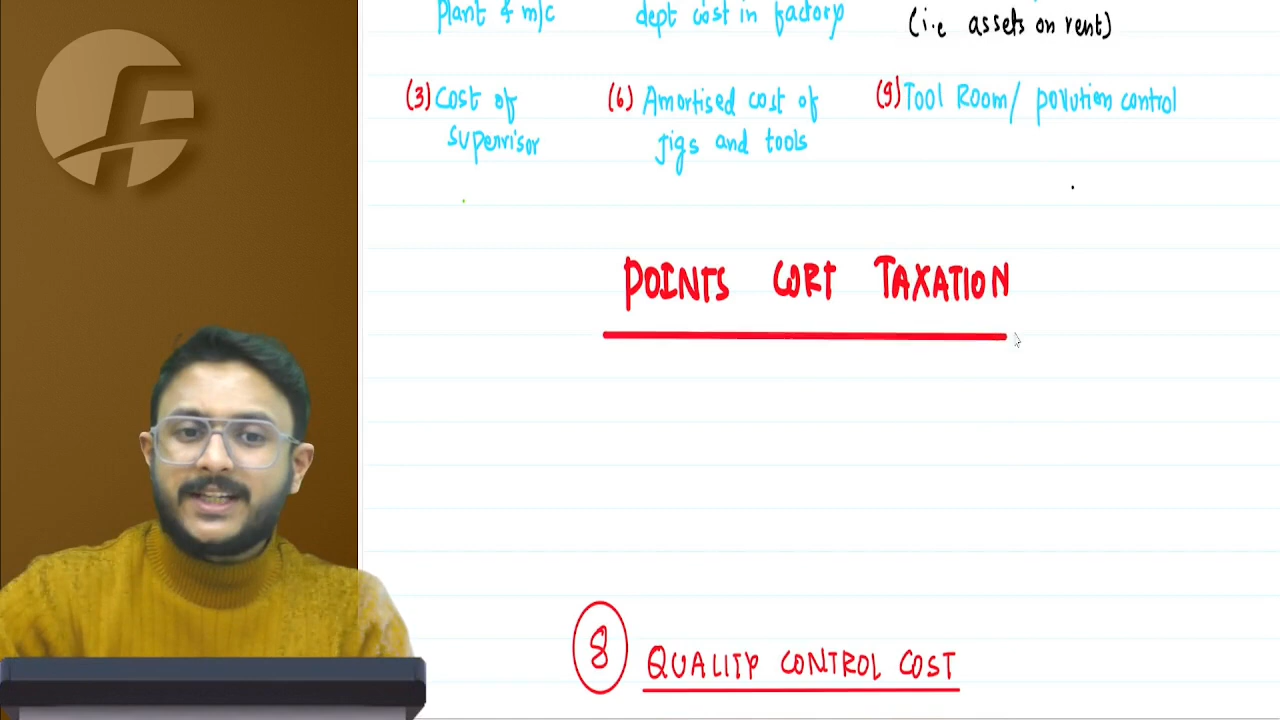 plant & m/c
dept cost in factory
(i.e assets on rent)
(3) Cost of
supervisor
(6) Amortised cost of
jigs and tools
(9) Tool Room/ pollution control
POINTS WRT TAXATION
8 QUALITY CONTROL COST